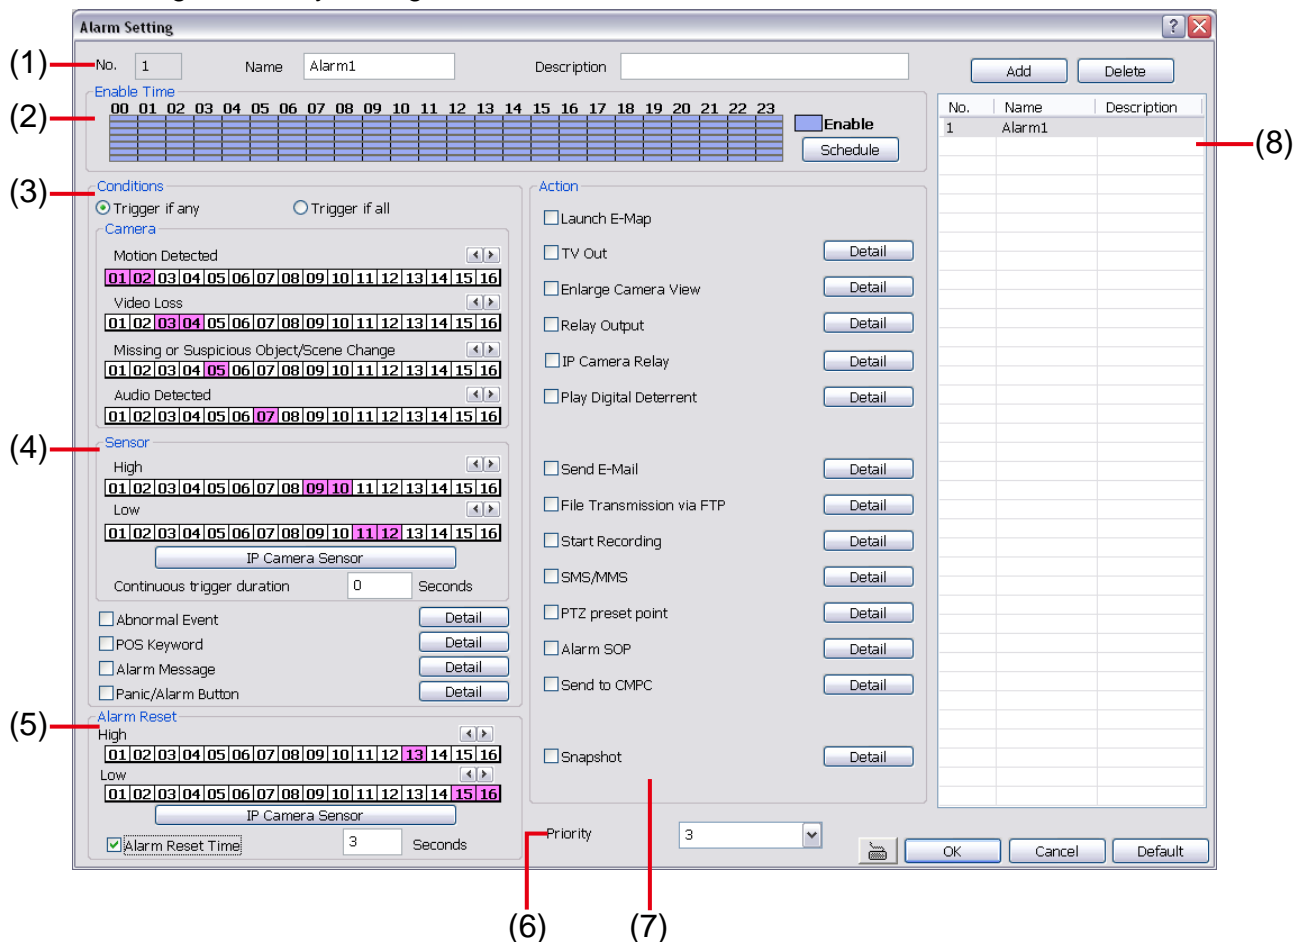 Alarm Setting
(1)
No. 1 Name Alarm1 Description
Add Delete
Enable Time
(2)
00 01 02 03 04 05 06 07 08 09 10 11 12 13 14 15 16 17 18 19 20 21 22 23
Enable
Schedule
No. Name Description
1 Alarm1
(8)
(3)
Conditions
Trigger if any Trigger if all
Camera
Motion Detected
01 02 03 04 05 06 07 08 09 10 11 12 13 14 15 16
Video Loss
01 02 03 04 05 06 07 08 09 10 11 12 13 14 15 16
Missing or Suspicious Object/Scene Change
01 02 03 04 05 06 07 08 09 10 11 12 13 14 15 16
Audio Detected
01 02 03 04 05 06 07 08 09 10 11 12 13 14 15 16
(4)
Sensor
High
01 02 03 04 05 06 07 08 09 10 11 12 13 14 15 16
Low
01 02 03 04 05 06 07 08 09 10 11 12 13 14 15 16
IP Camera Sensor
Continuous trigger duration 0 Seconds
Abnormal Event Detail
POS Keyword Detail
Alarm Message Detail
Panic/Alarm Button Detail
(5)
Alarm Reset
High
01 02 03 04 05 06 07 08 09 10 11 12 13 14 15 16
Low
01 02 03 04 05 06 07 08 09 10 11 12 13 14 15 16
IP Camera Sensor
Alarm Reset Time 3 Seconds
Action
Launch E-Map
TV Out Detail
Enlarge Camera View Detail
Relay Output Detail
IP Camera Relay Detail
Play Digital Deterrent Detail
Send E-Mail Detail
File Transmission via FTP Detail
Start Recording Detail
SMS/MMS Detail
PTZ preset point Detail
Alarm SOP Detail
Send to CMPC Detail
Snapshot Detail
Priority 3
OK Cancel Default
(6) (7)